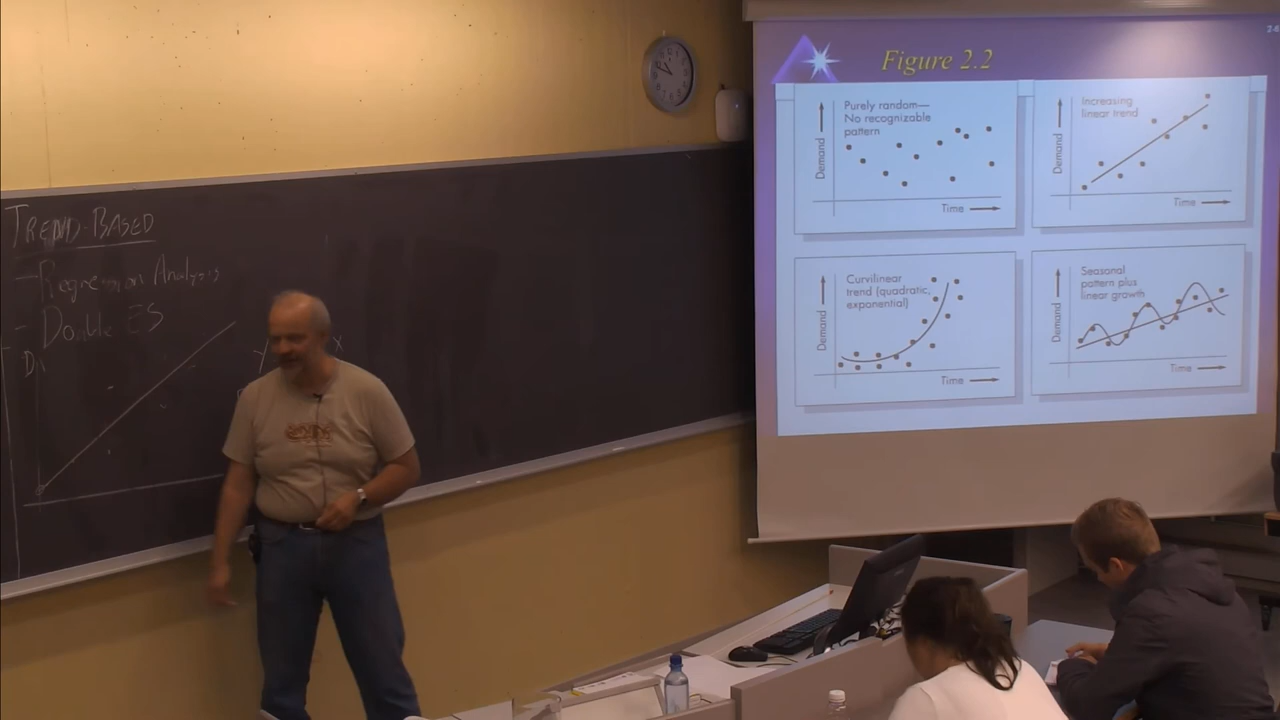 TREND-BASED
- Regression Analysis
- Double ES
D
Y
X
Figure 2.2
Purely random—
No recognizable
pattern
Demand
Time
Increasing
linear trend
Demand
Time
Curvilinear
trend (quadratic,
exponential)
Demand
Time
Seasonal
pattern plus
linear growth
Demand
Time